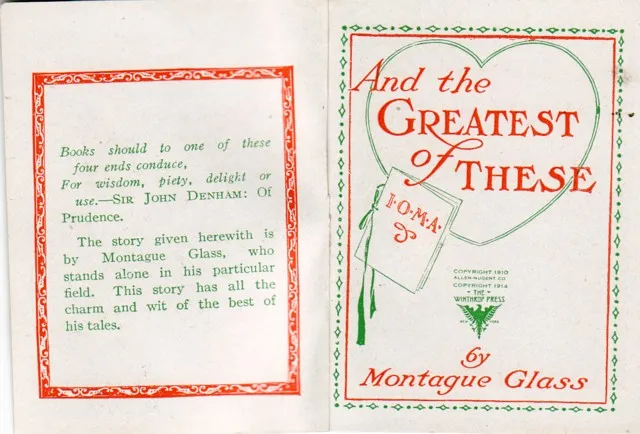 Books should to one of these
four ends conduce,
For wisdom, piety, delight or
use.—SIR JOHN DENHAM: Of
Prudence.
The story given herewith is
by Montague Glass, who
stands alone in his particular
field. This story has all the
charm and wit of the best of
his tales.
And the
GREATEST
of THESE
I·O·M·A·
COPYRIGHT 1910
ALLEN-NUGENT CO
COPYRIGHT 1914
-THE-
WINTHROP PRESS
NEW YORK
by
Montague Glass